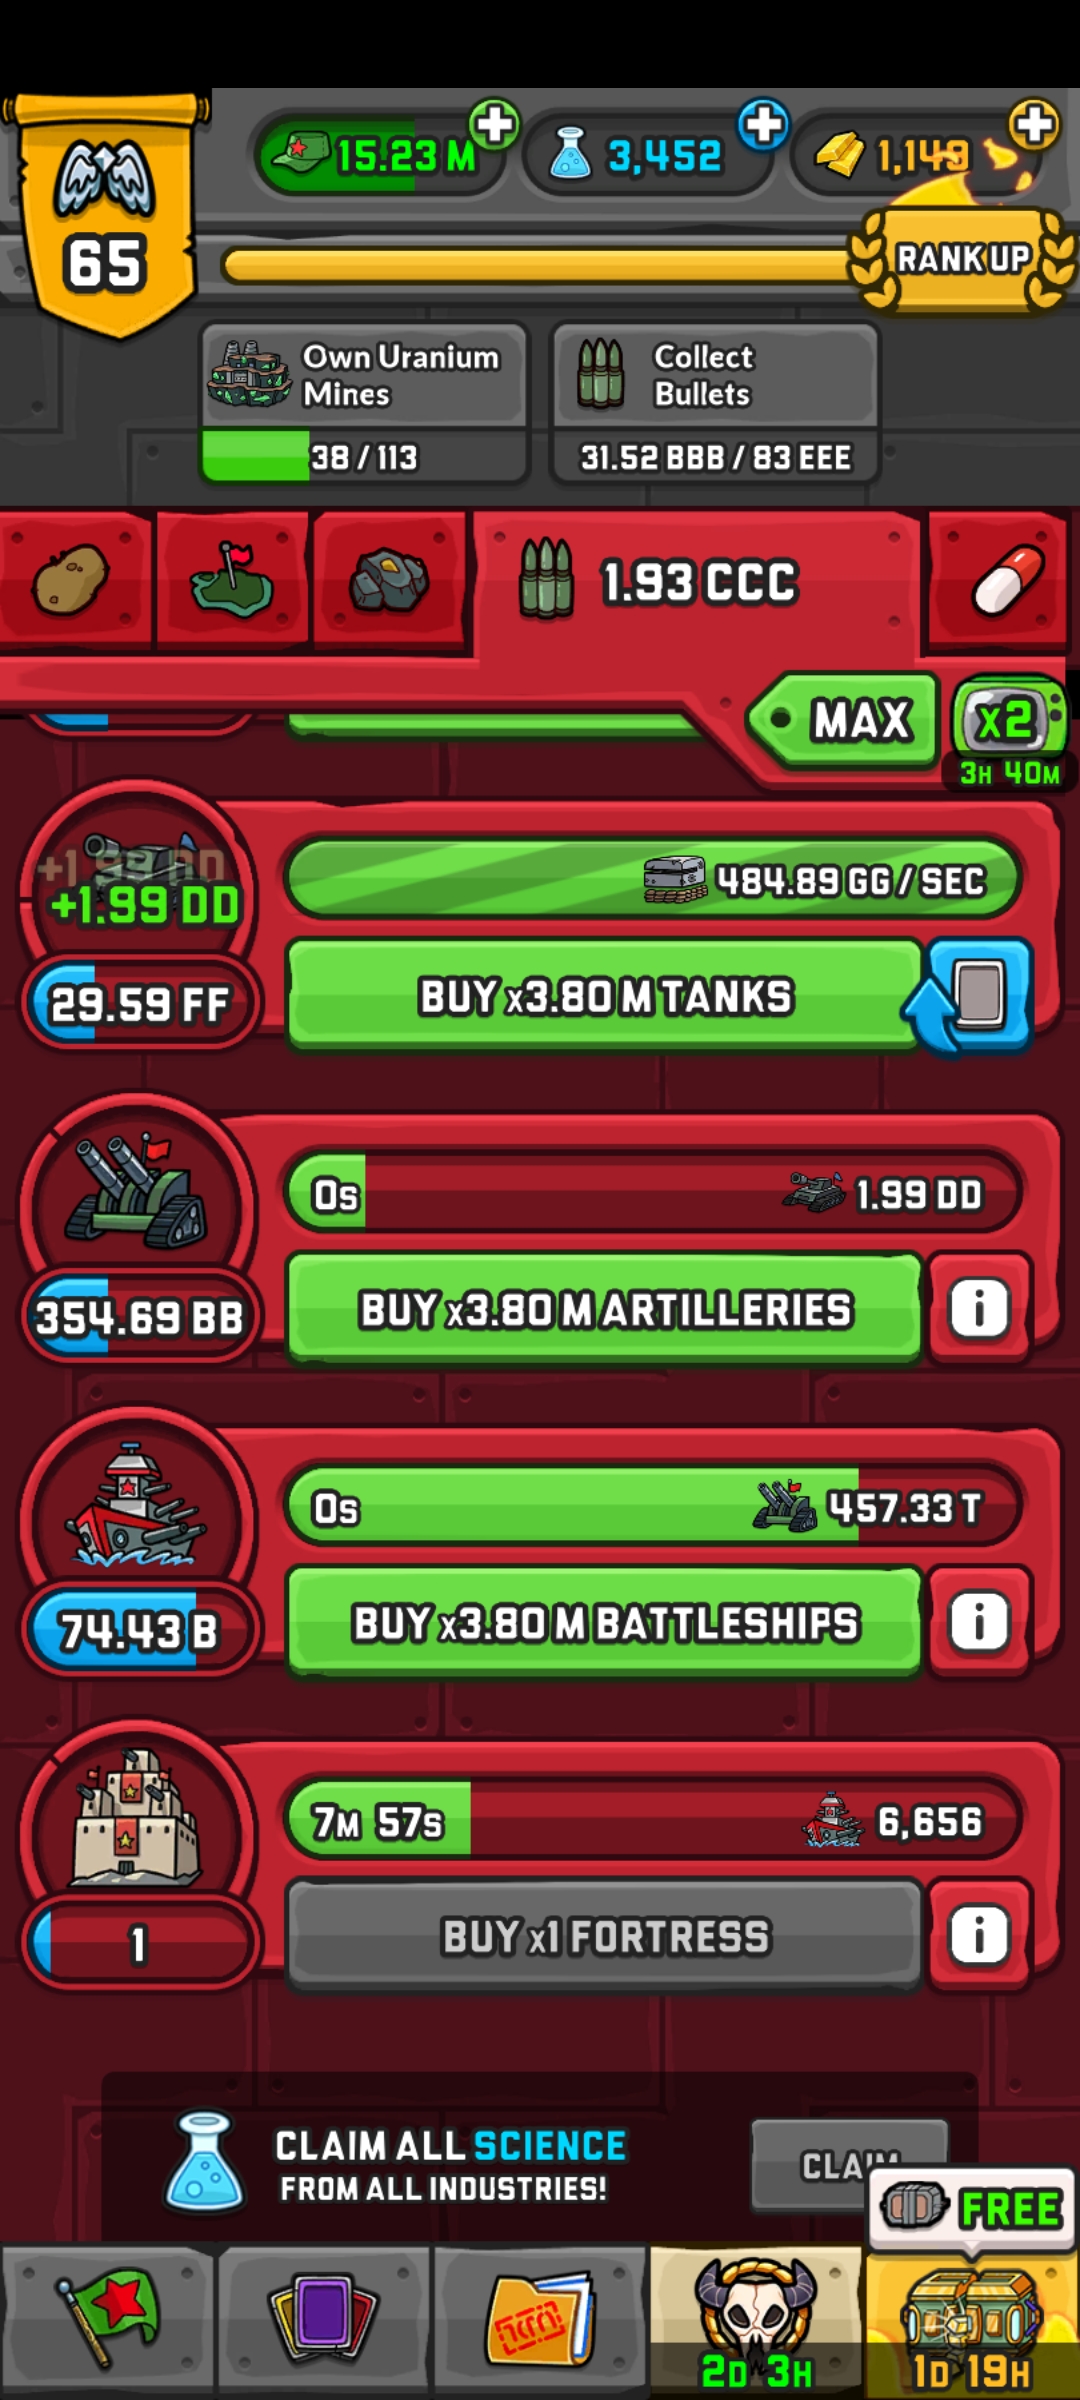 15.23 M
3,452
1,149
65
RANK UP
Own Uranium
Mines
38 / 113
Collect
Bullets
31.52 BBB / 83 EEE
1.93 CCC
MAX
x2
3H 40M
+1.99 DD
+1.99 DD
484.89 GG / SEC
29.59 FF
BUY x3.80 M TANKS
0s
1.99 DD
354.69 BB
BUY x3.80 M ARTILLERIES
i
0s
457.33 T
74.43 B
BUY x3.80 M BATTLESHIPS
i
7M 57s
6,656
1
BUY x1 FORTRESS
i
CLAIM ALL SCIENCE
FROM ALL INDUSTRIES!
CLAIM
FREE
2D 3H
1D 19H